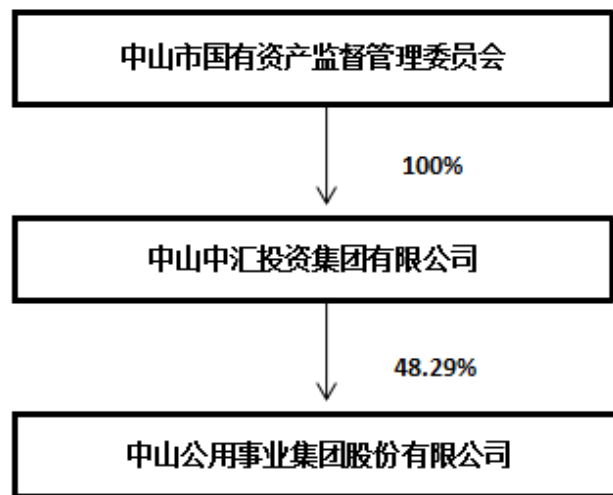 中山市国有资产监督管理委员会
100%
中山中汇投资集团有限公司
48.29%
中山公用事业集团股份有限公司